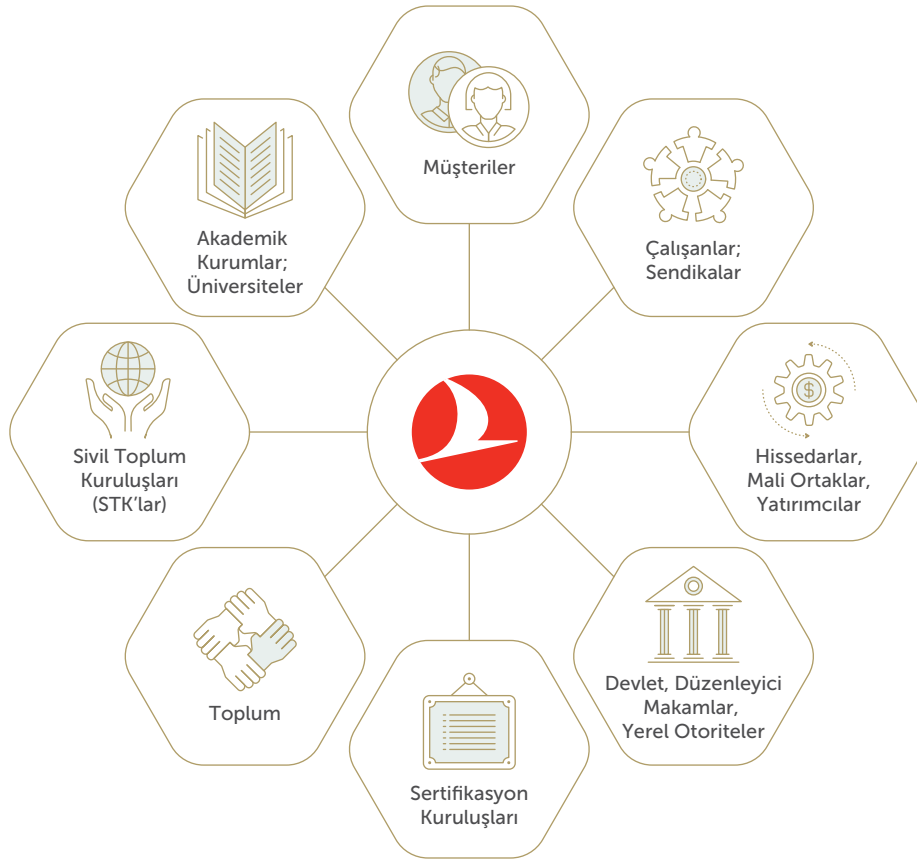 Müşteriler
Çalışanlar;
Sendikalar
Hissedarlar,
Mali Ortaklar,
Yatırımcılar
Devlet, Düzenleyici
Makamlar,
Yerel Otoriteler
Sertifikasyon
Kuruluşları
Toplum
Sivil Toplum
Kuruluşları
(STK’lar)
Akademik
Kurumlar;
Üniversiteler
$